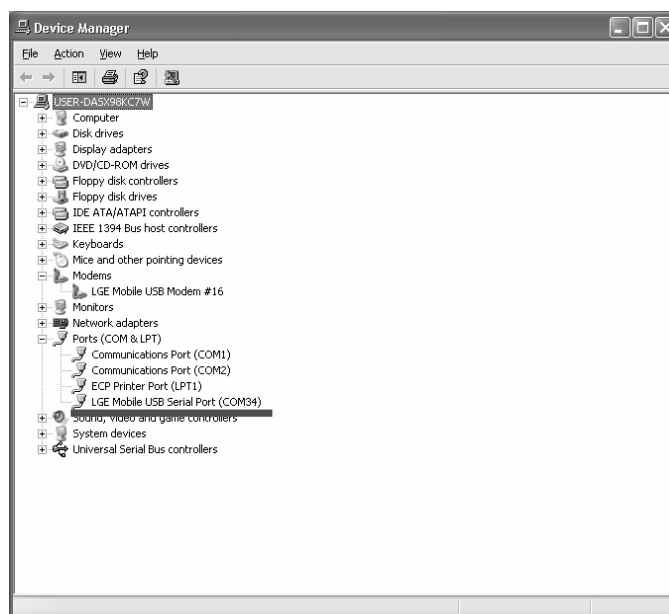 Device Manager
File Action View Help
USER-DASX98KC7W
Computer
Disk drives
Display adapters
DVD/CD-ROM drives
Floppy disk controllers
Floppy disk drives
IDE ATA/ATAPI controllers
IEEE 1394 Bus host controllers
Keyboards
Mice and other pointing devices
Modems
LGE Mobile USB Modem #16
Monitors
Network adapters
Ports (COM & LPT)
Communications Port (COM1)
Communications Port (COM2)
ECP Printer Port (LPT1)
LGE Mobile USB Serial Port (COM34)
Sound, video and game controllers
System devices
Universal Serial Bus controllers